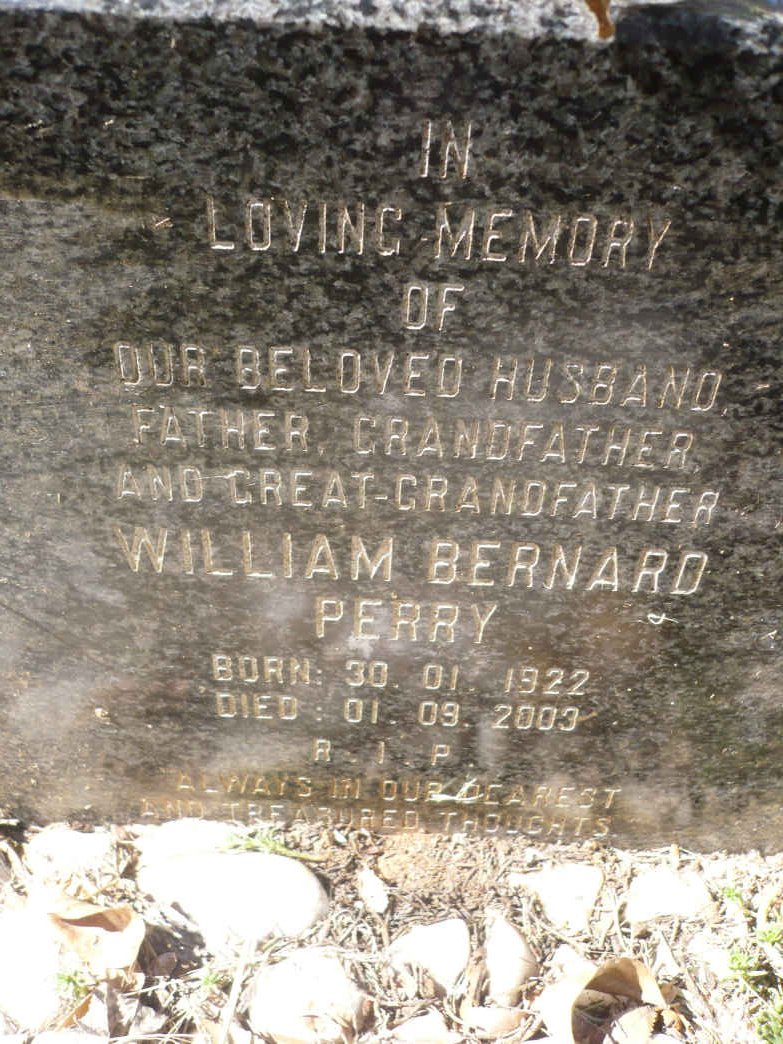 IN
LOVING MEMORY
OF
OUR BELOVED HUSBAND,
FATHER, GRANDFATHER,
AND GREAT-GRANDFATHER
WILLIAM BERNARD
PERRY
BORN: 30. 01. 1922
DIED : 01. 09. 2003
R. I. P.
ALWAYS IN OUR DEAREST
AND TREASURED THOUGHTS